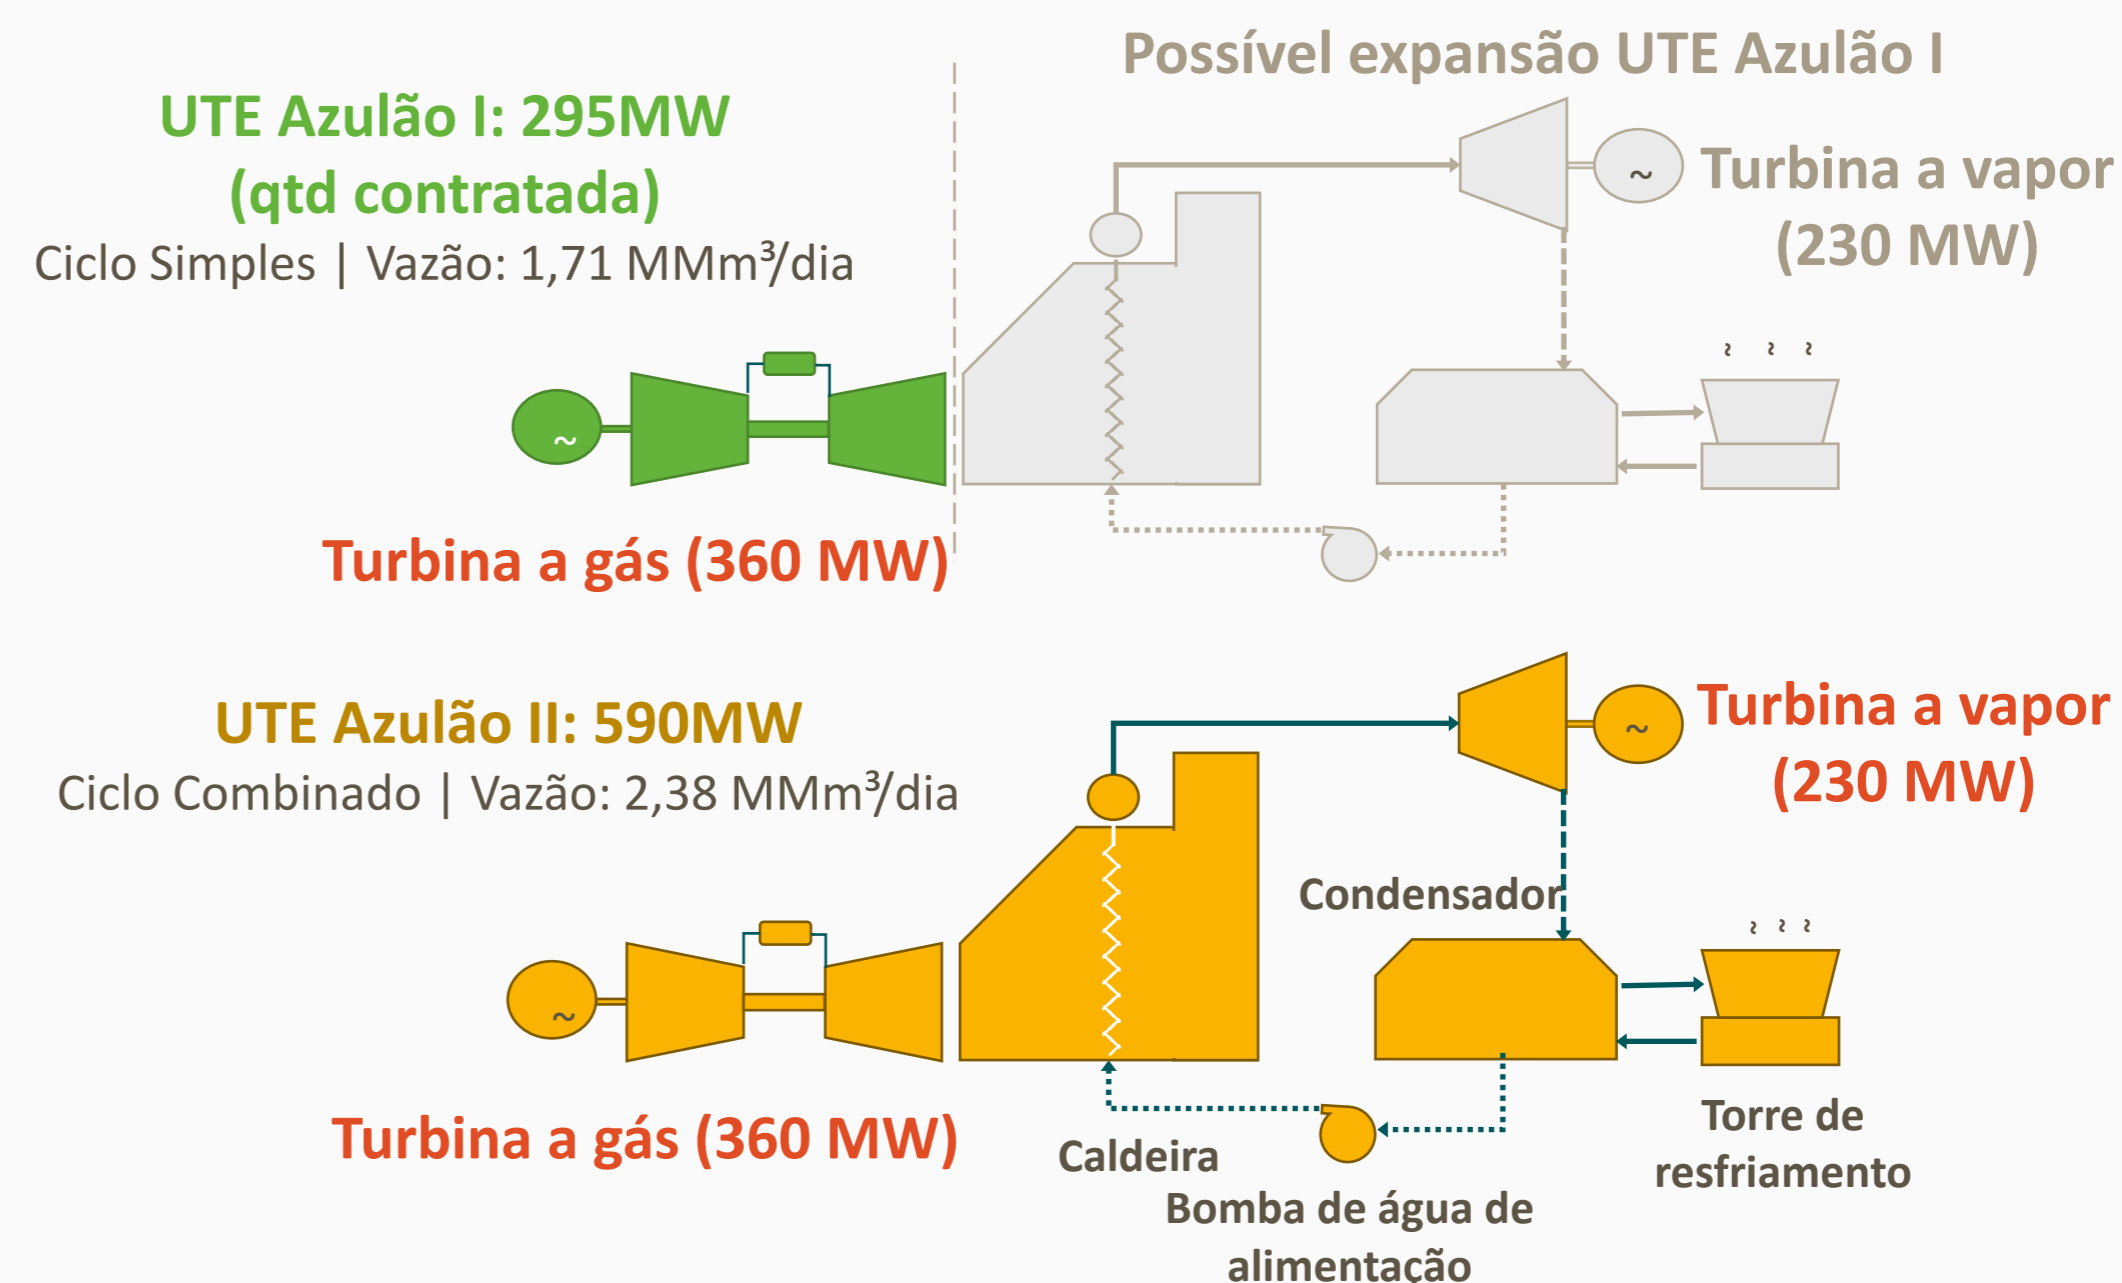 Possível expansão UTE Azulão I
UTE Azulão I: 295MW
(qtd contratada)
Ciclo Simples | Vazão: 1,71 MMm³/dia
Turbina a vapor
(230 MW)
~
~
Turbina a gás (360 MW)
UTE Azulão II: 590MW
Ciclo Combinado | Vazão: 2,38 MMm³/dia
Turbina a vapor
(230 MW)
~
Condensador
~
Turbina a gás (360 MW)
Caldeira
Bomba de água de
alimentação
Torre de
resfriamento